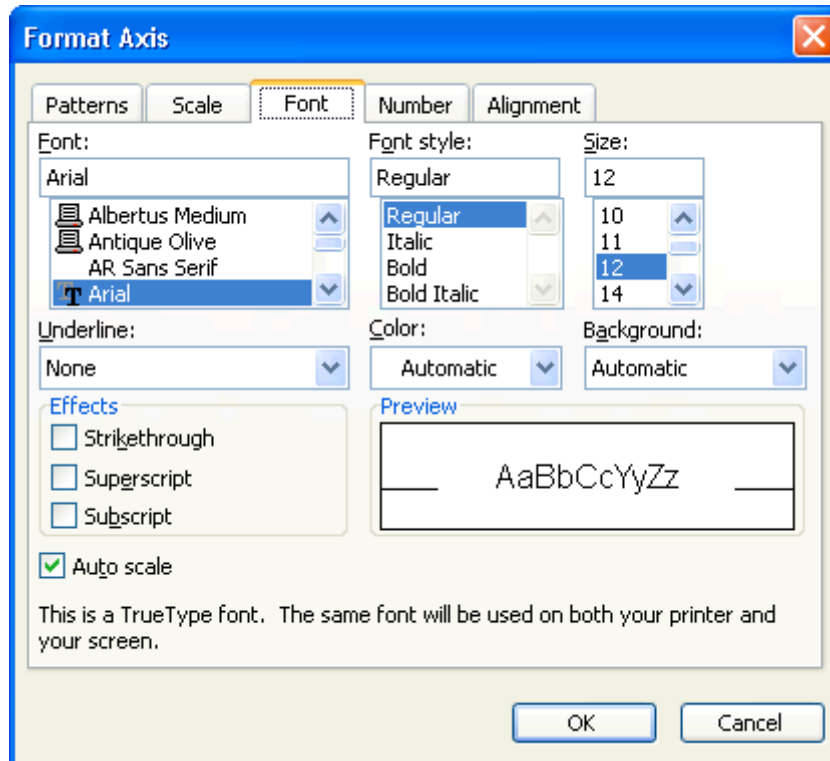 Format Axis
Patterns Scale Font Number Alignment
Font: Font style: Size:
Arial Regular 12
Albertus Medium Regular 10
Antique Olive Italic 11
AR Sans Serif Bold 12
Arial Bold Italic 14
Underline: Color: Background:
None Automatic Automatic
Effects Preview
Strikethrough
Superscript AaBbCcYyZz
Subscript
Auto scale
This is a TrueType font. The same font will be used on both your printer and
your screen.
OK Cancel